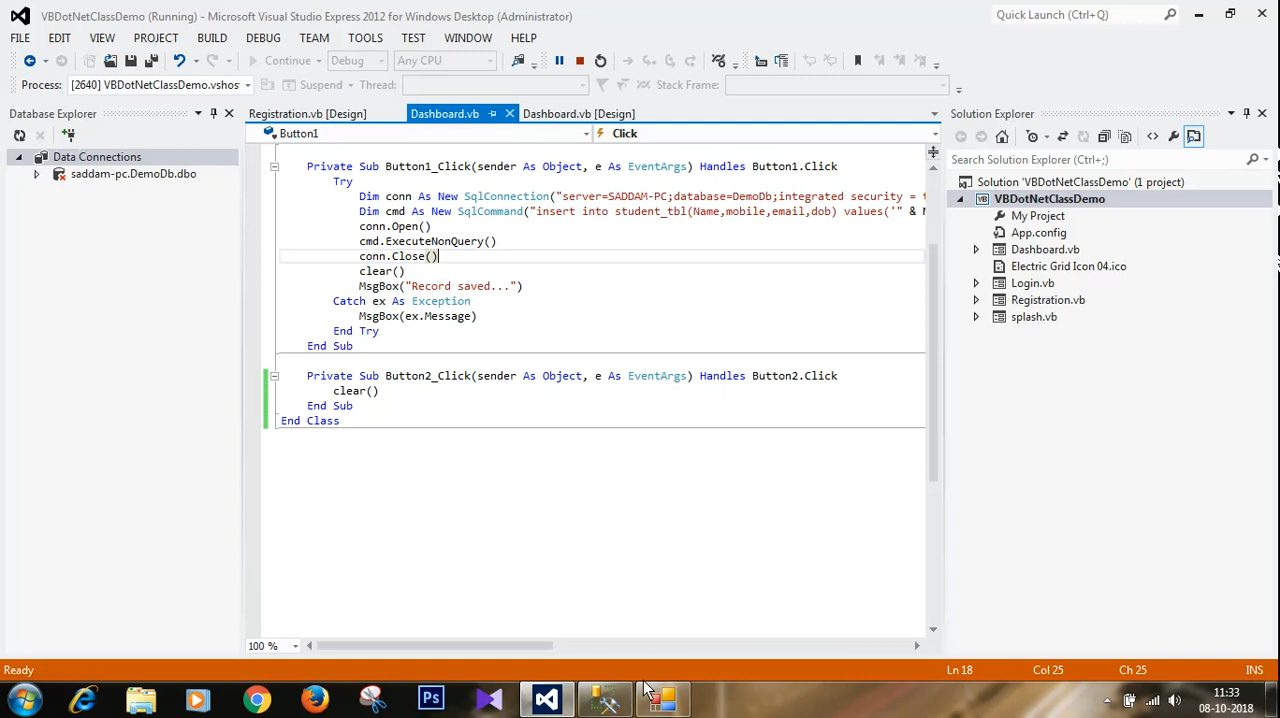 VBDotNetClassDemo (Running) - Microsoft Visual Studio Express 2012 for Windows Desktop (Administrator)
Quick Launch (Ctrl+Q)
FILE EDIT VIEW PROJECT BUILD DEBUG TEAM TOOLS TEST WINDOW HELP
Continue Debug Any CPU
Process: [2640] VBDotNetClassDemo.vshos Suspend Thread: Stack Frame:
Database Explorer
Registration.vb [Design] Dashboard.vb Dashboard.vb [Design]
Solution Explorer
Button1 Click
Data Connections
saddam-pc.DemoDb.dbo
Private Sub Button1_Click(sender As Object, e As EventArgs) Handles Button1.Click
Try
Dim conn As New SqlConnection("server=SADDAM-PC;database=DemoDb;integrated security =
Dim cmd As New SqlCommand("insert into student_tbl(Name,mobile,email,dob) values('" &
conn.Open()
cmd.ExecuteNonQuery()
conn.Close()
clear()
MsgBox("Record saved...")
Catch ex As Exception
MsgBox(ex.Message)
End Try
End Sub
Private Sub Button2_Click(sender As Object, e As EventArgs) Handles Button2.Click
clear()
End Sub
End Class
Search Solution Explorer (Ctrl+;)
Solution 'VBDotNetClassDemo' (1 project)
VBDotNetClassDemo
My Project
App.config
Dashboard.vb
Electric Grid Icon 04.ico
Login.vb
Registration.vb
splash.vb
100 %
Ready Ln 18 Col 25 Ch 25 INS
Ps
11:33
08-10-2018